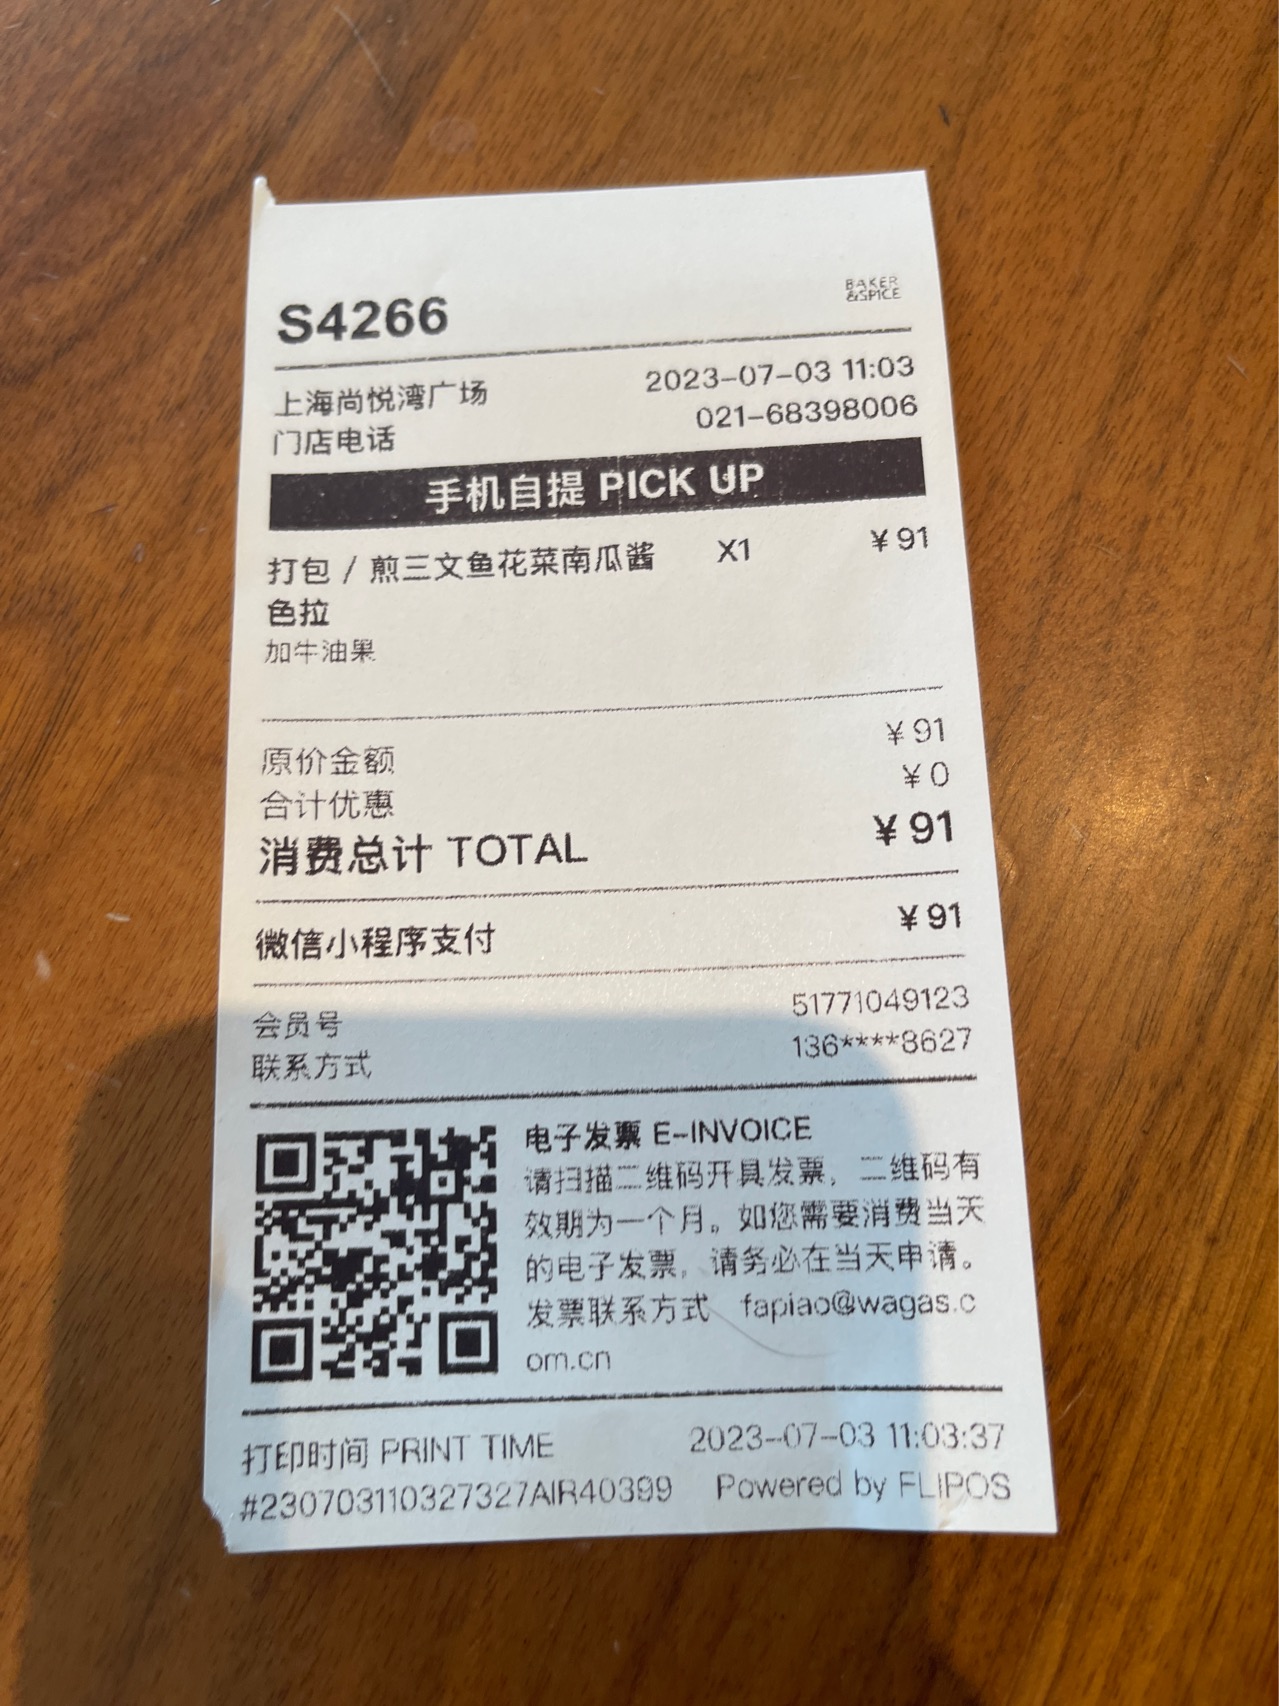 BAKER
&SPICE
S4266
上海尚悦湾广场 2023-07-03 11:03
门店电话 021-68398006
手机自提 PICK UP
打包 / 煎三文鱼花菜南瓜酱 X1 ¥91
色拉
加牛油果
原价金额 ¥91
合计优惠 ¥0
消费总计 TOTAL ¥91
微信小程序支付 ¥91
会员号 51771049123
联系方式 136****8627
电子发票 E-INVOICE
请扫描二维码开具发票，二维码有
效期为一个月。如您需要消费当天
的电子发票，请务必在当天申请。
发票联系方式 fapiao@wagas.c
om.cn
打印时间 PRINT TIME 2023-07-03 11:03:37
#230703110327327AIR40399 Powered by FLIPOS